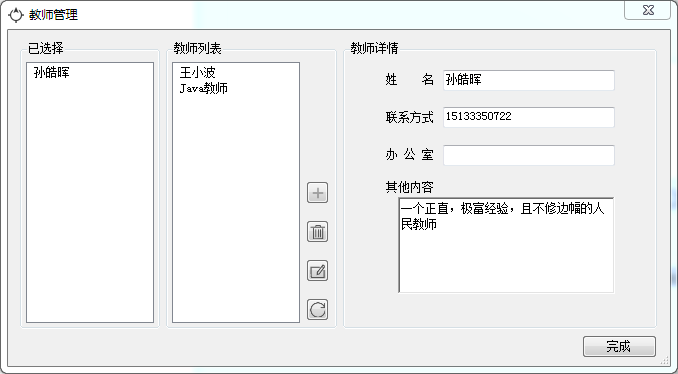 教师管理
已选择
孙皓晖
教师列表
王小波
Java教师
教师详情
姓 名 孙皓晖
联系方式 15133350722
办 公 室
其他内容
一个正直，极富经验，且不修边幅的人
民教师
完成